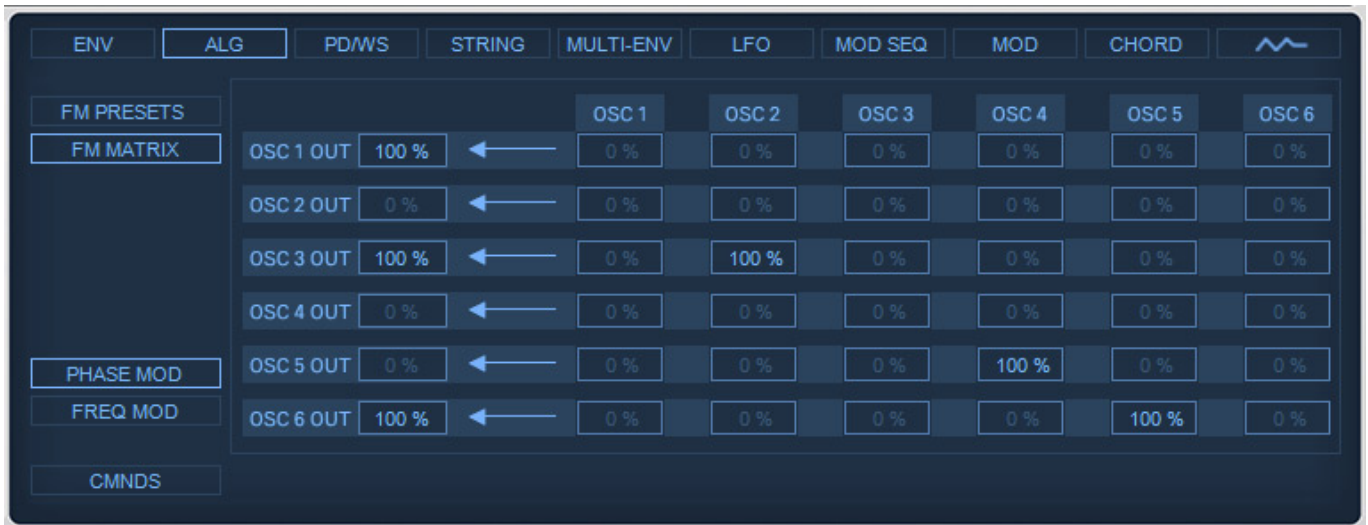 ENV ALG PD/WS STRING MULTI-ENV LFO MOD SEQ MOD CHORD
FM PRESETS OSC 1 OSC 2 OSC 3 OSC 4 OSC 5 OSC 6
FM MATRIX OSC 1 OUT 100 % 0 % 0 % 0 % 0 % 0 % 0 %
OSC 2 OUT 0 % 0 % 0 % 0 % 0 % 0 % 0 %
OSC 3 OUT 100 % 0 % 100 % 0 % 0 % 0 % 0 %
OSC 4 OUT 0 % 0 % 0 % 0 % 0 % 0 % 0 %
PHASE MOD OSC 5 OUT 0 % 0 % 0 % 0 % 100 % 0 % 0 %
FREQ MOD OSC 6 OUT 100 % 0 % 0 % 0 % 0 % 100 % 0 %
CMNDS